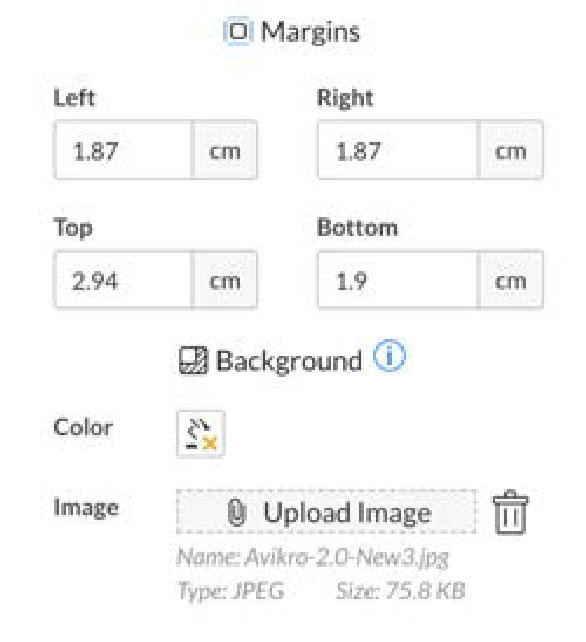 Margins
Left Right
1.87 cm 1.87 cm
Top Bottom
2.94 cm 1.9 cm
Background
Color
Image Upload Image
Name: Avikro-2.0-New3.jpg
Type: JPEG Size: 75.8 KB